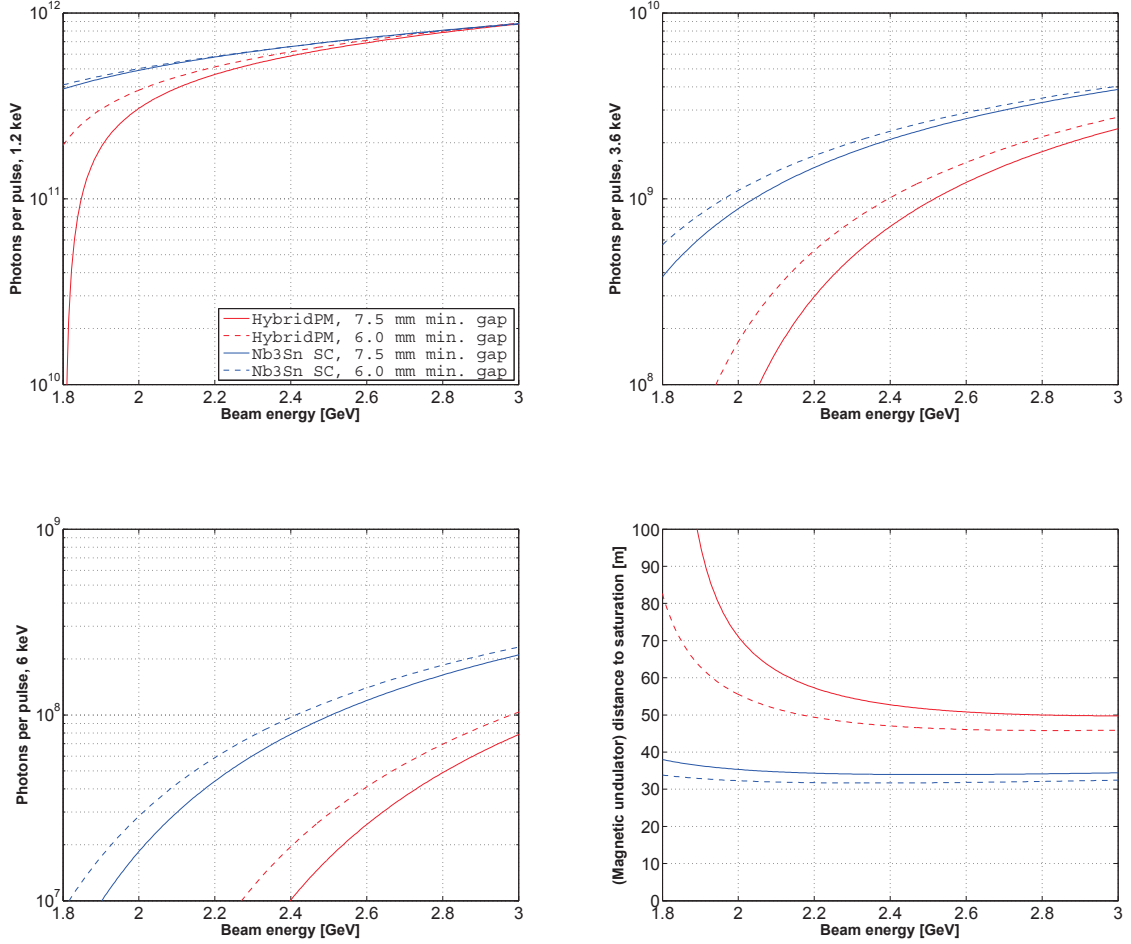 10^12
10^11
10^10
Photons per pulse, 1.2 keV
HybridPM, 7.5 mm min. gap
HybridPM, 6.0 mm min. gap
Nb3Sn SC, 7.5 mm min. gap
Nb3Sn SC, 6.0 mm min. gap
1.8 2 2.2 2.4 2.6 2.8 3
Beam energy [GeV]
10^10
10^9
10^8
Photons per pulse, 3.6 keV
1.8 2 2.2 2.4 2.6 2.8 3
Beam energy [GeV]
10^9
10^8
10^7
Photons per pulse, 6 keV
1.8 2 2.2 2.4 2.6 2.8 3
Beam energy [GeV]
100
90
80
70
60
50
40
30
20
10
0
(Magnetic undulator) distance to saturation [m]
1.8 2 2.2 2.4 2.6 2.8 3
Beam energy [GeV]